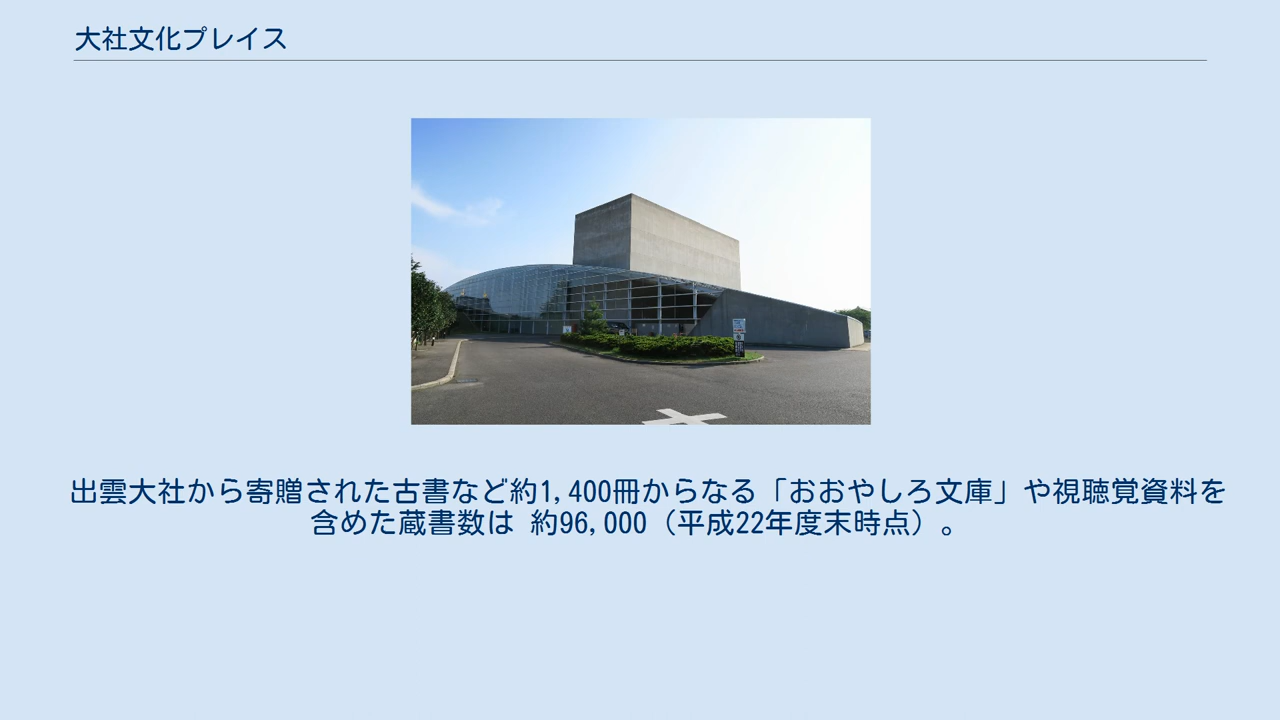 大社文化プレイス
出雲大社から寄贈された古書など約1,400冊からなる「おおやしろ文庫」や視聴覚資料を
含めた蔵書数は 約96,000（平成22年度末時点）。